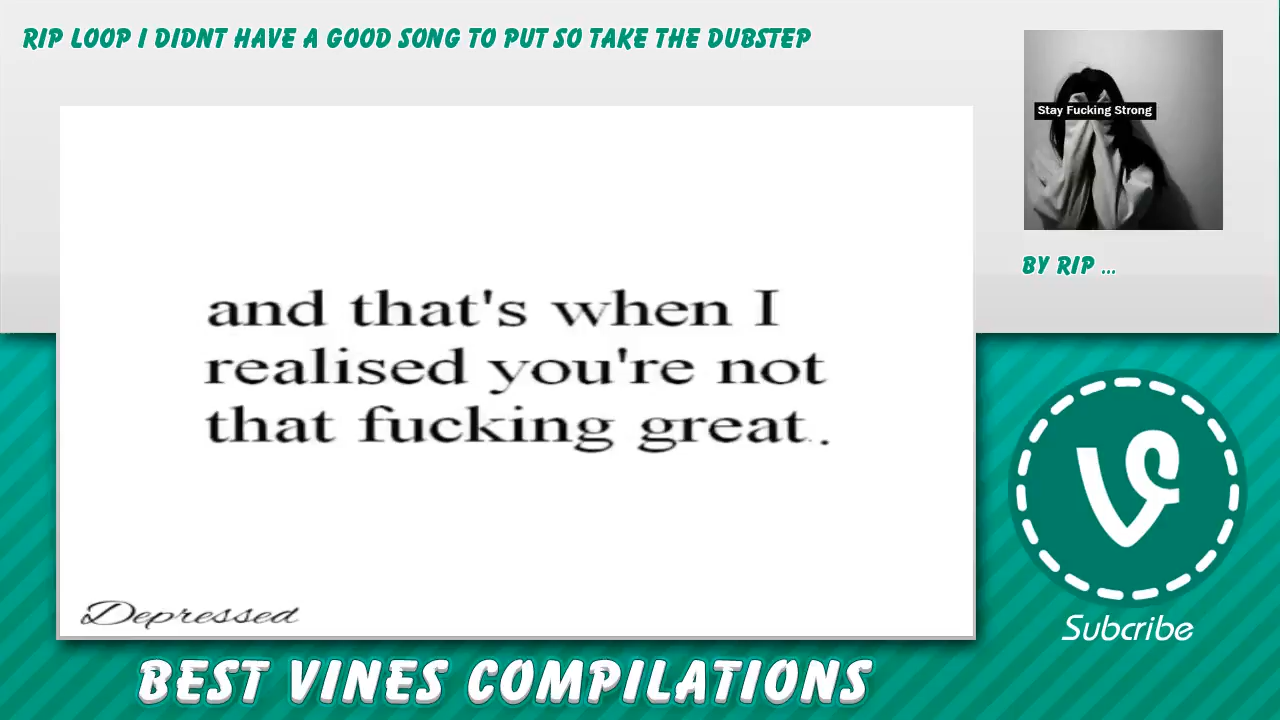 RIP LOOP I DIDNT HAVE A GOOD SONG TO PUT SO TAKE THE DUBSTEP
Stay Fucking Strong
BY RIP ...
and that's when I
realised you're not
that fucking great..
Depressed
Subcribe
BEST VINES COMPILATIONS